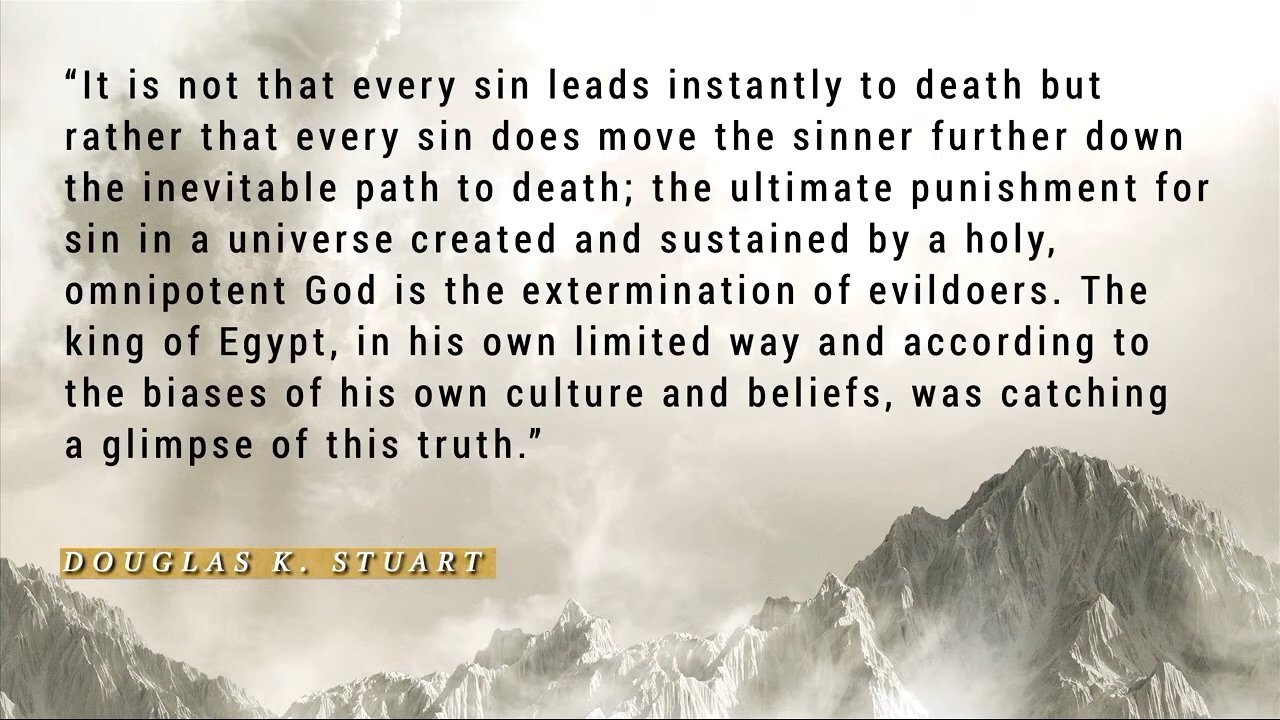 “It is not that every sin leads instantly to death but
rather that every sin does move the sinner further down
the inevitable path to death; the ultimate punishment for
sin in a universe created and sustained by a holy,
omnipotent God is the extermination of evildoers. The
king of Egypt, in his own limited way and according to
the biases of his own culture and beliefs, was catching
a glimpse of this truth.”
DOUGLAS K. STUART